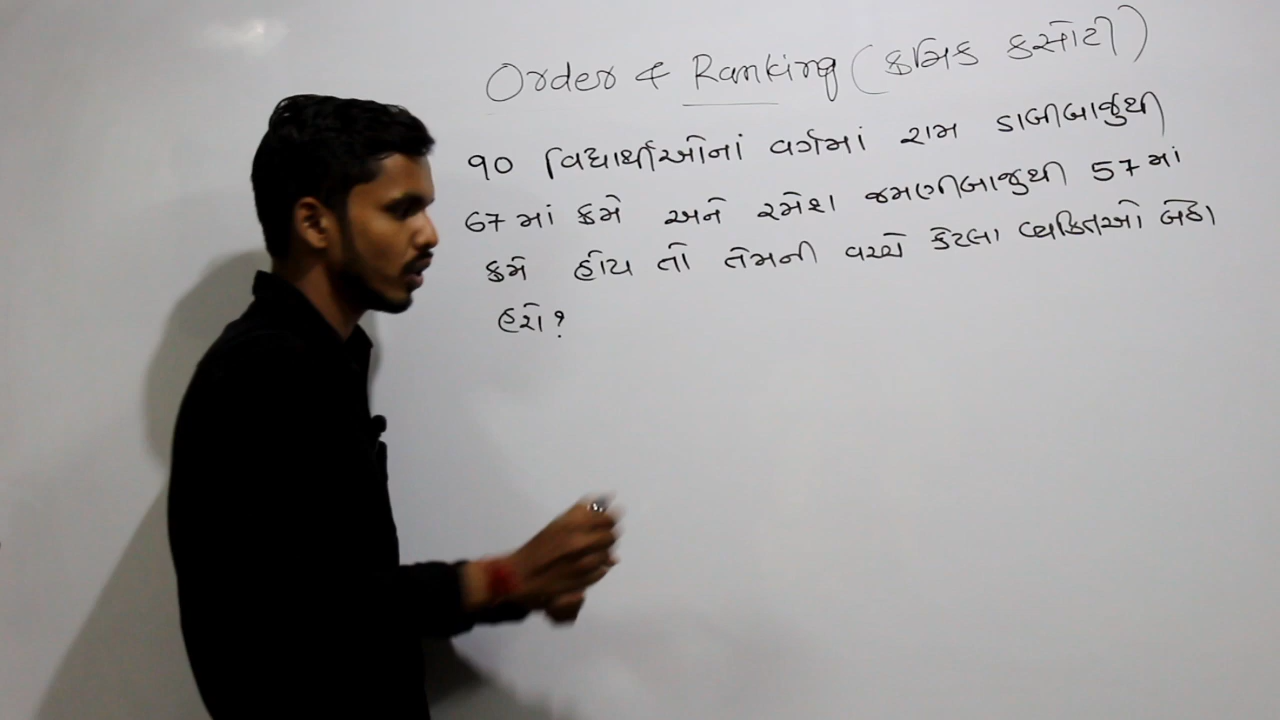 Order & Ranking (ક્રમિક કસોટી)
૧૦ વિદ્યાર્થીઓનાં વર્ગમાં રામ ડાબીબાજુથી
67 માં ક્રમે અને રમેશ જમણીબાજુથી 57 માં
ક્રમે હોય તો તેમની વચ્ચે કેટલા વ્યક્તિઓ બેઠા
હશે?